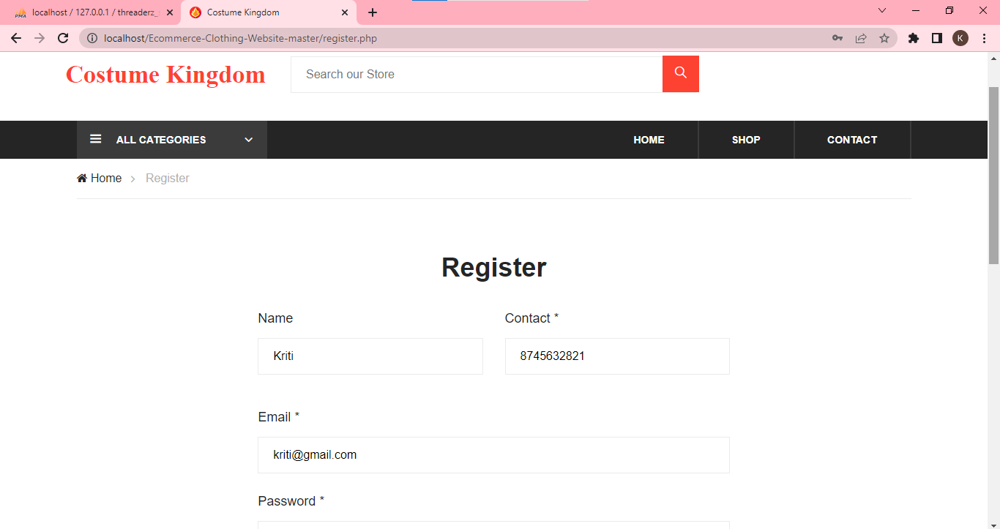 PMA localhost / 127.0.0.1 / threaderz_ Costume Kingdom
localhost/Ecommerce-Clothing-Website-master/register.php K
Costume Kingdom Search our Store
ALL CATEGORIES HOME SHOP CONTACT
Home > Register
Register
Name Contact *
Kriti 8745632821
Email *
kriti@gmail.com
Password *